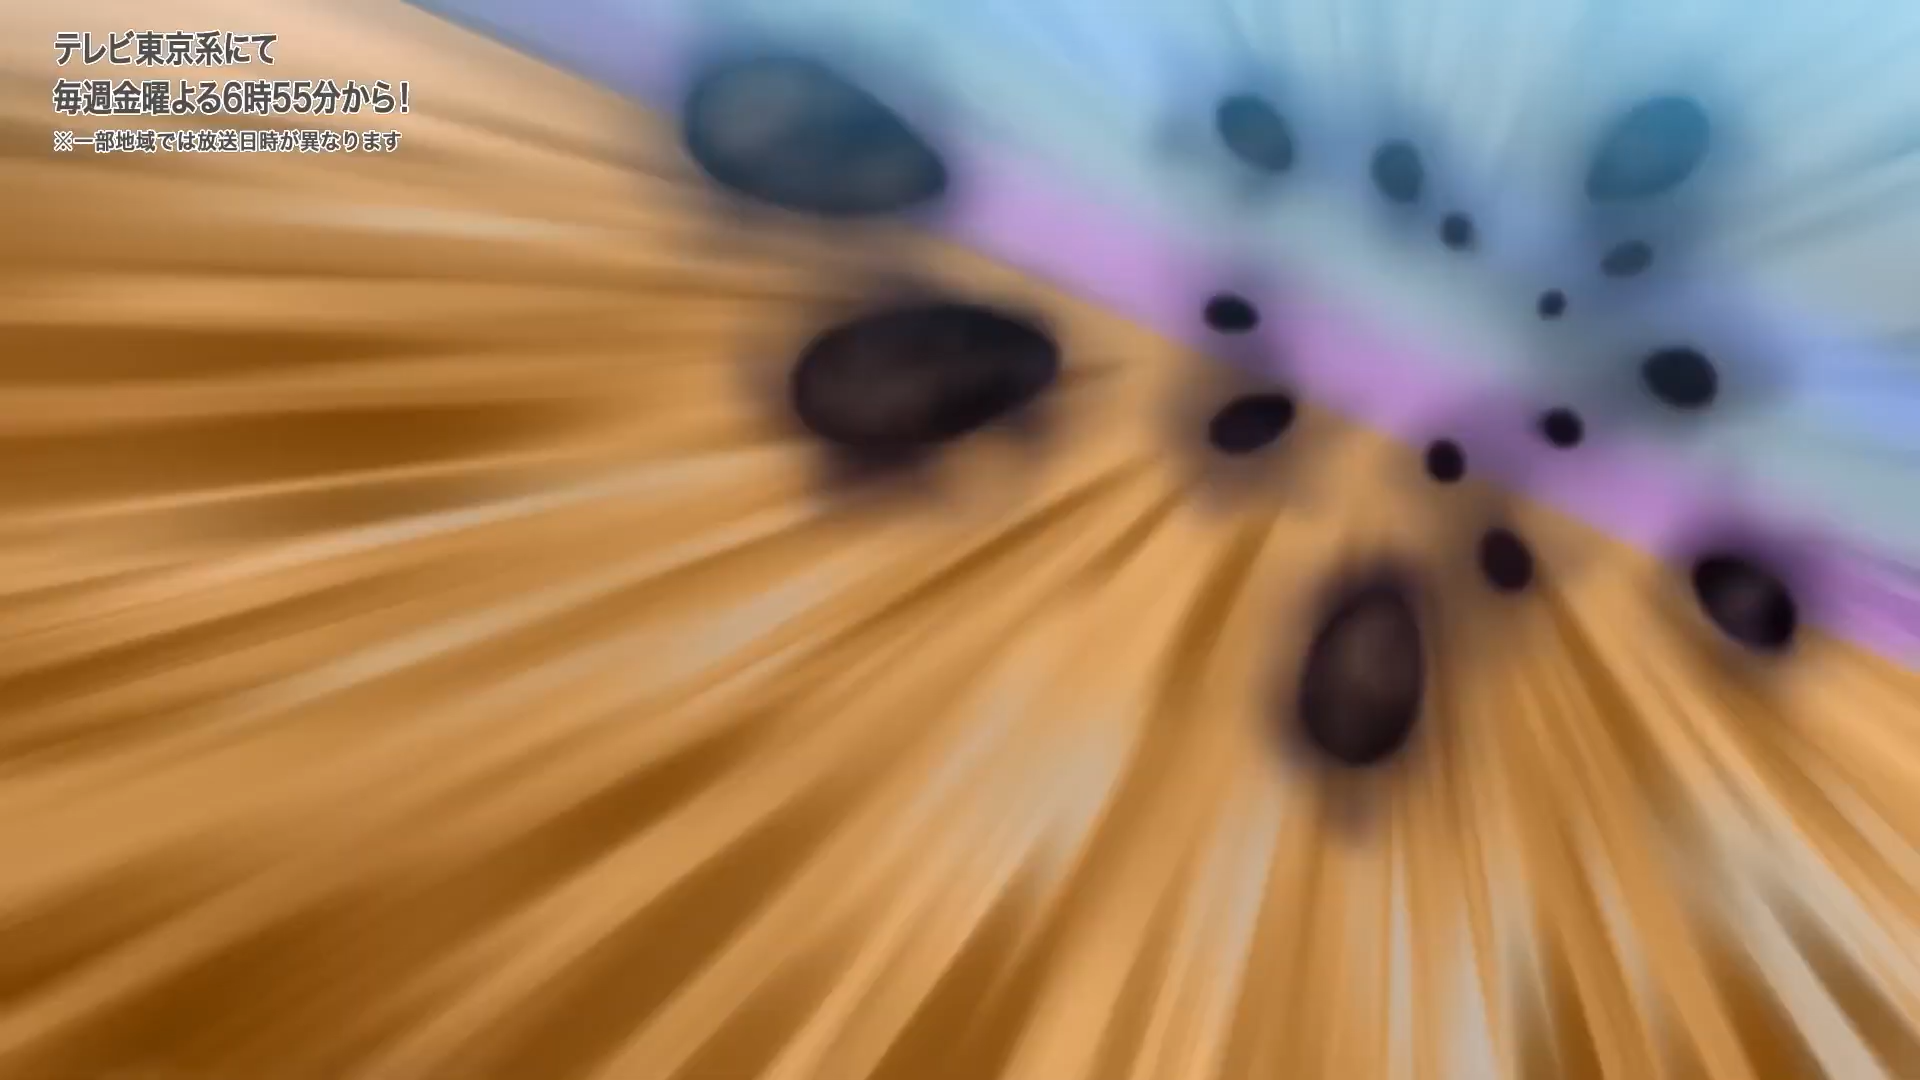 テレビ東京系にて
毎週金曜よる6時55分から!
※一部地域では放送日時が異なります